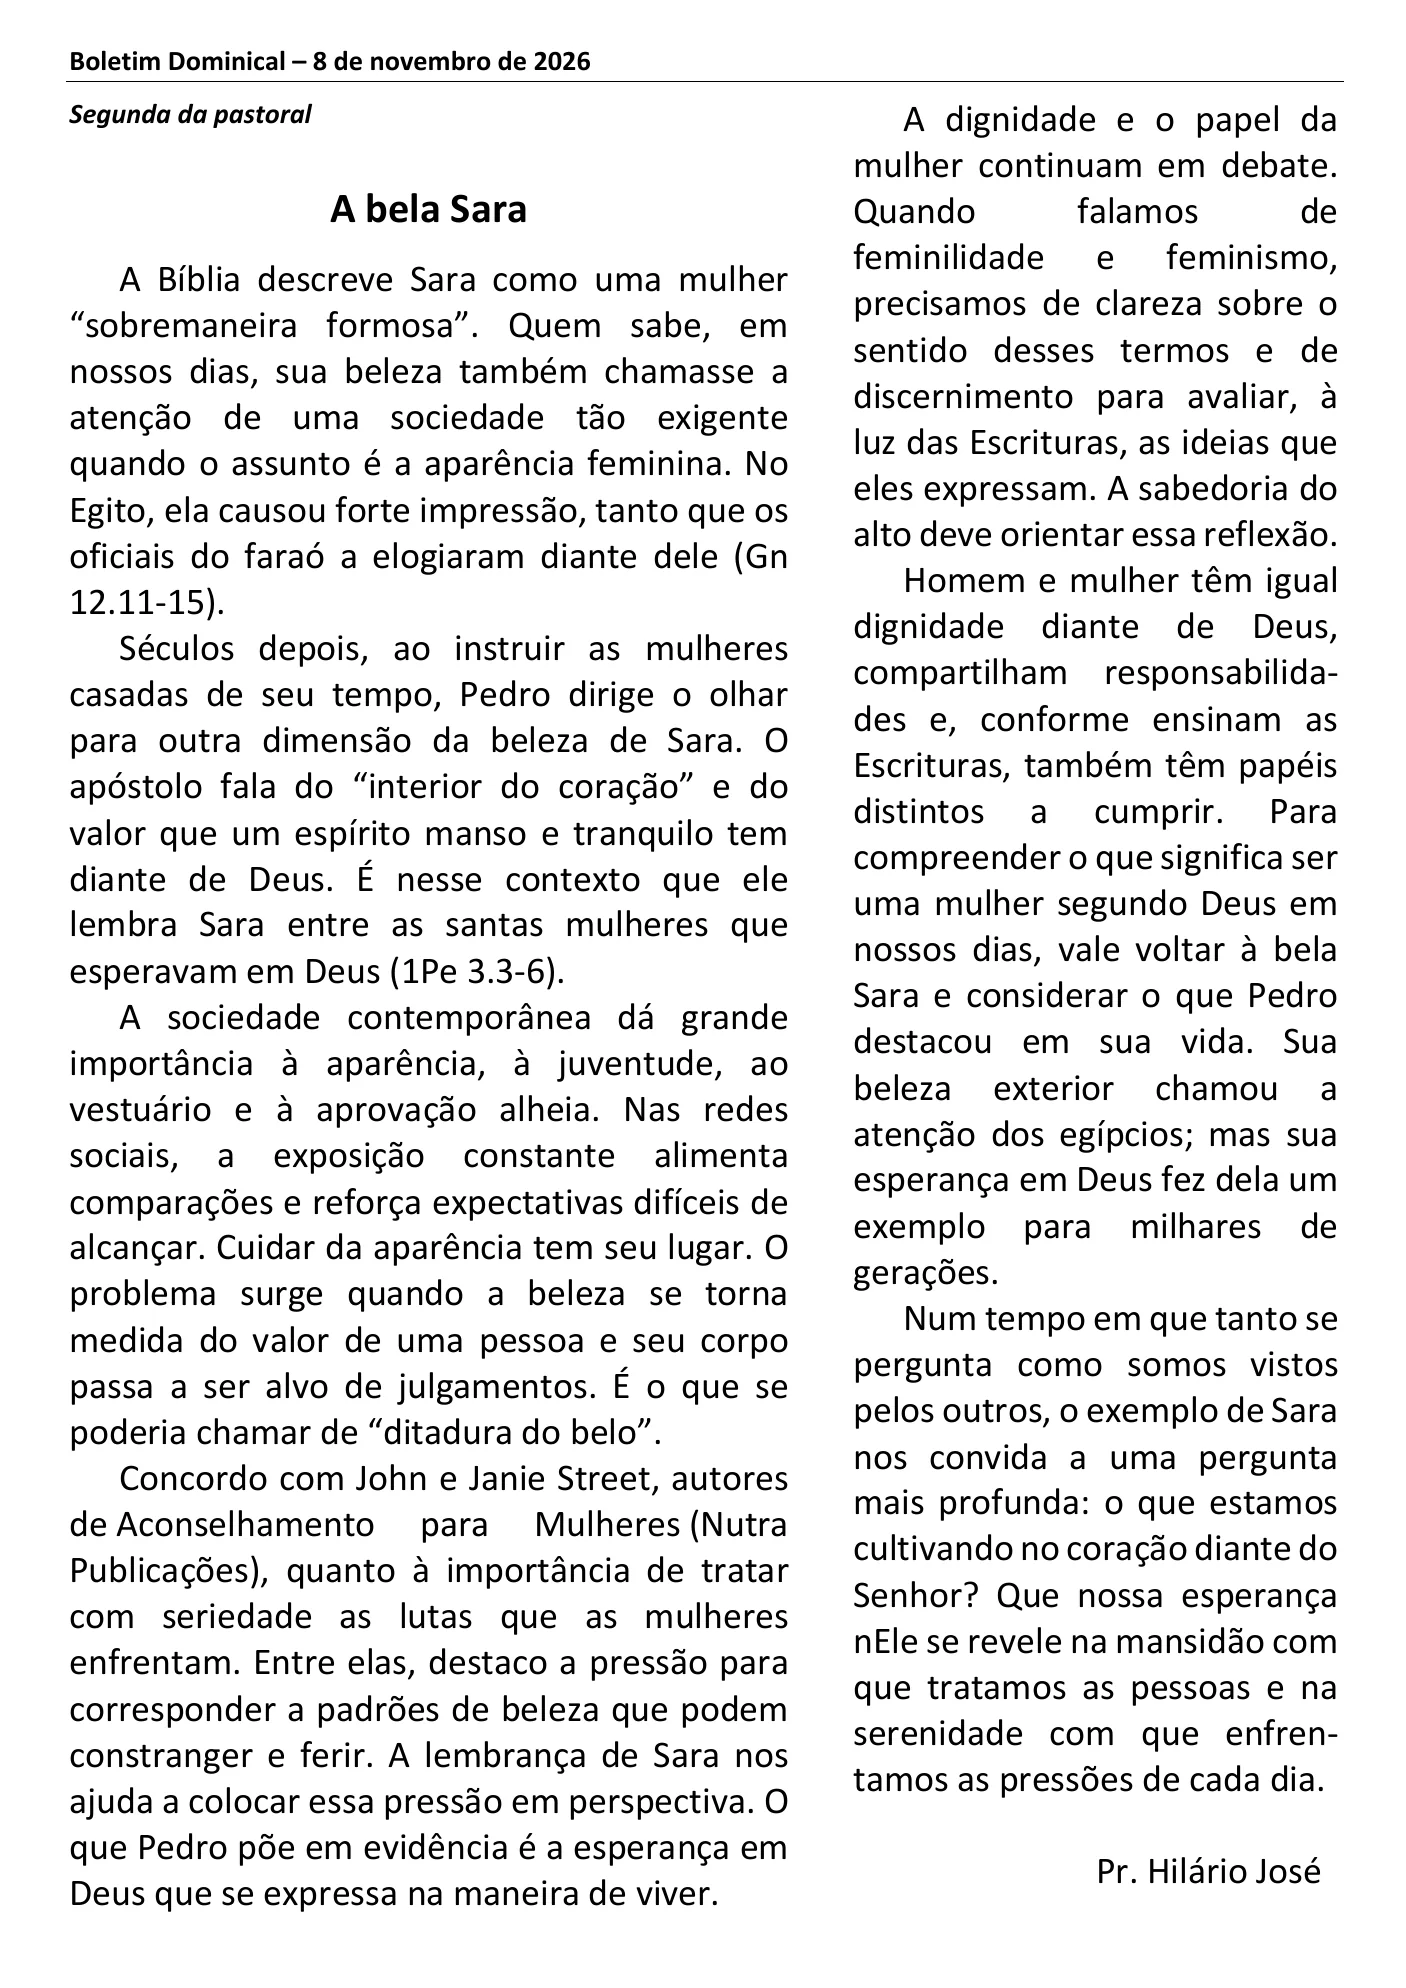 Boletim Dominical – 8 de novembro de 2026
Segunda da pastoral
A bela Sara
A Bíblia descreve Sara como uma mulher
“sobremaneira formosa”. Quem sabe, em
nossos dias, sua beleza também chamasse a
atenção de uma sociedade tão exigente
quando o assunto é a aparência feminina. No
Egito, ela causou forte impressão, tanto que os
oficiais do faraó a elogiaram diante dele (Gn
12.11-15).
Séculos depois, ao instruir as mulheres
casadas de seu tempo, Pedro dirige o olhar
para outra dimensão da beleza de Sara. O
apóstolo fala do “interior do coração” e do
valor que um espírito manso e tranquilo tem
diante de Deus. É nesse contexto que ele
lembra Sara entre as santas mulheres que
esperavam em Deus (1Pe 3.3-6).
A sociedade contemporânea dá grande
importância à aparência, à juventude, ao
vestuário e à aprovação alheia. Nas redes
sociais, a exposição constante alimenta
comparações e reforça expectativas difíceis de
alcançar. Cuidar da aparência tem seu lugar. O
problema surge quando a beleza se torna
medida do valor de uma pessoa e seu corpo
passa a ser alvo de julgamentos. É o que se
poderia chamar de “ditadura do belo”.
Concordo com John e Janie Street, autores
de Aconselhamento para Mulheres (Nutra
Publicações), quanto à importância de tratar
com seriedade as lutas que as mulheres
enfrentam. Entre elas, destaco a pressão para
corresponder a padrões de beleza que podem
constranger e ferir. A lembrança de Sara nos
ajuda a colocar essa pressão em perspectiva. O
que Pedro põe em evidência é a esperança em
Deus que se expressa na maneira de viver.
A dignidade e o papel da
mulher continuam em debate.
Quando falamos de
feminilidade e feminismo,
precisamos de clareza sobre o
sentido desses termos e de
discernimento para avaliar, à
luz das Escrituras, as ideias que
eles expressam. A sabedoria do
alto deve orientar essa reflexão.
Homem e mulher têm igual
dignidade diante de Deus,
compartilham responsabilida-
des e, conforme ensinam as
Escrituras, também têm papéis
distintos a cumprir. Para
compreender o que significa ser
uma mulher segundo Deus em
nossos dias, vale voltar à bela
Sara e considerar o que Pedro
destacou em sua vida. Sua
beleza exterior chamou a
atenção dos egípcios; mas sua
esperança em Deus fez dela um
exemplo para milhares de
gerações.
Num tempo em que tanto se
pergunta como somos vistos
pelos outros, o exemplo de Sara
nos convida a uma pergunta
mais profunda: o que estamos
cultivando no coração diante do
Senhor? Que nossa esperança
nEle se revele na mansidão com
que tratamos as pessoas e na
serenidade com que enfren-
tamos as pressões de cada dia.
Pr. Hilário José